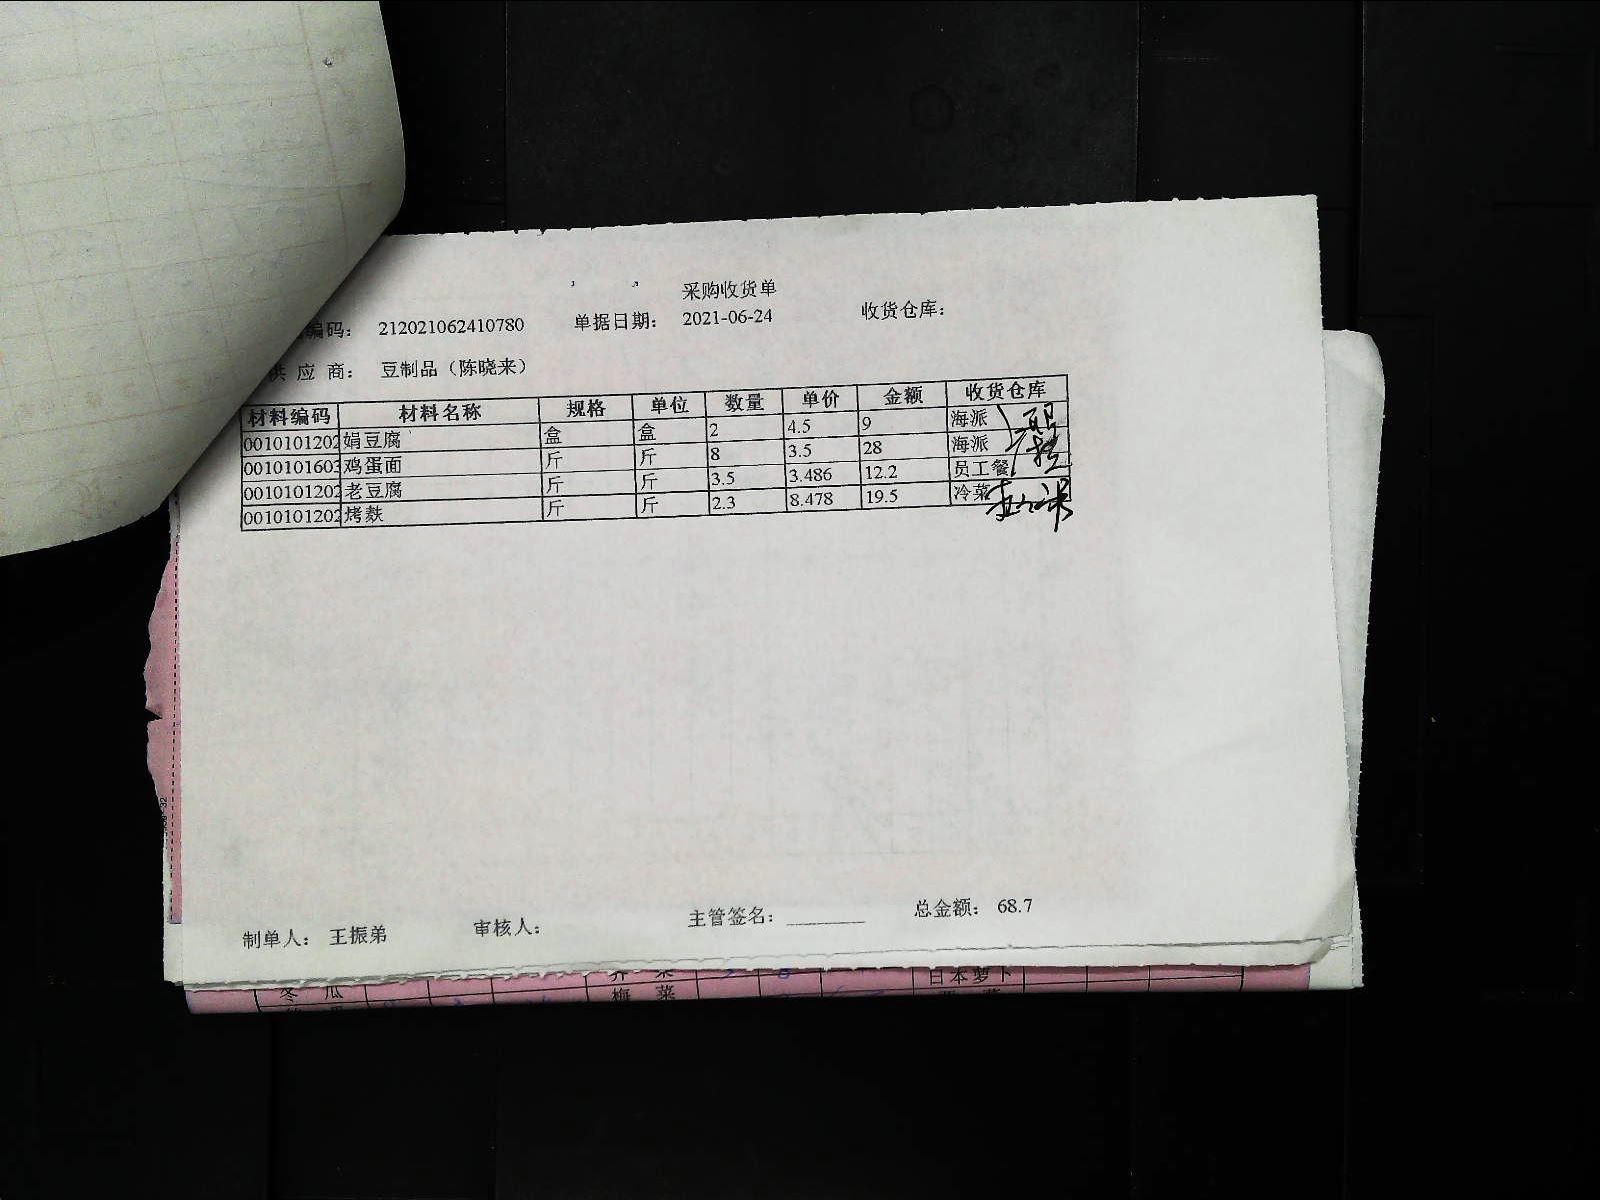 采购收货单
编码： 212021062410780 单据日期： 2021-06-24 收货仓库：
供 应 商： 豆制品（陈晓来）
材料编码 材料名称 规格 单位 数量 单价 金额 收货仓库
0010101202 娟豆腐 盒 盒 2 4.5 9 海派
0010101603 鸡蛋面 斤 斤 8 3.5 28 海派
0010101202 老豆腐 斤 斤 3.5 3.486 12.2 员工餐
0010101202 烤麸 斤 斤 2.3 8.478 19.5 冷菜
制单人： 王振弟 审核人： 主管签名： 总金额： 68.7
冬 瓜 日本萝卜
梅 菜